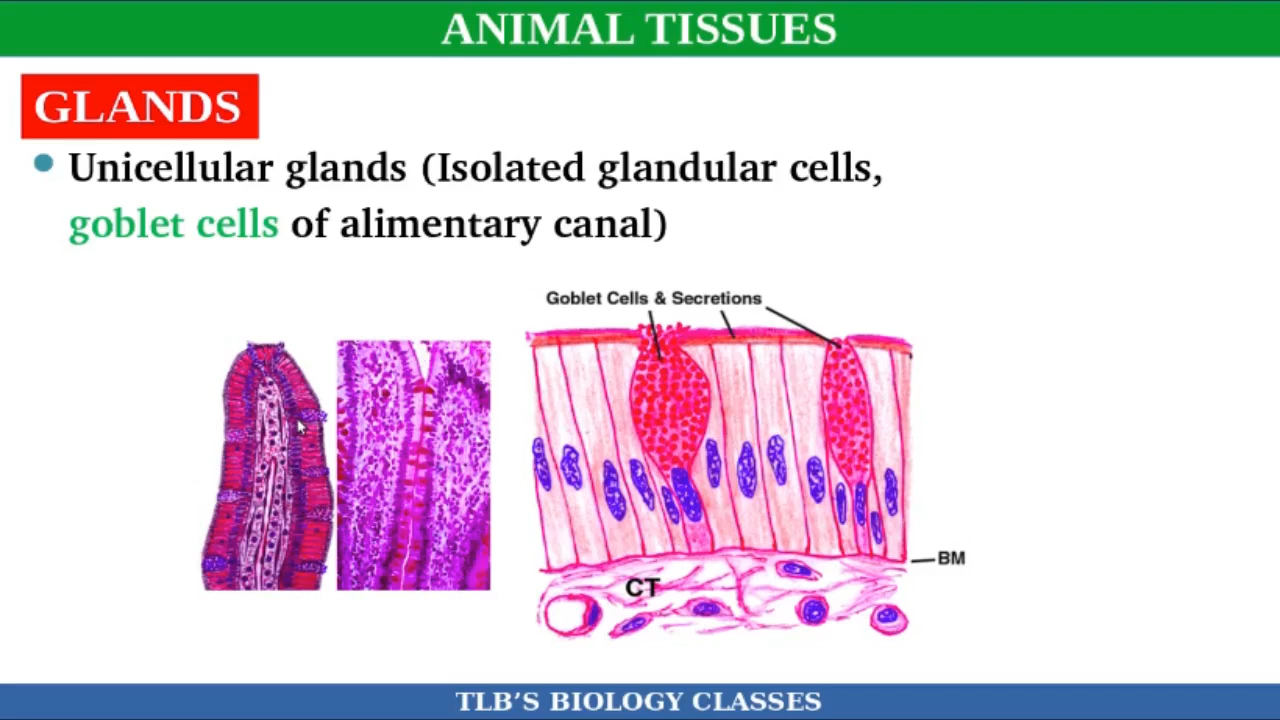 ANIMAL TISSUES
GLANDS
Unicellular glands (Isolated glandular cells,
goblet cells of alimentary canal)
Goblet Cells & Secretions
BM
CT
TLB’S BIOLOGY CLASSES